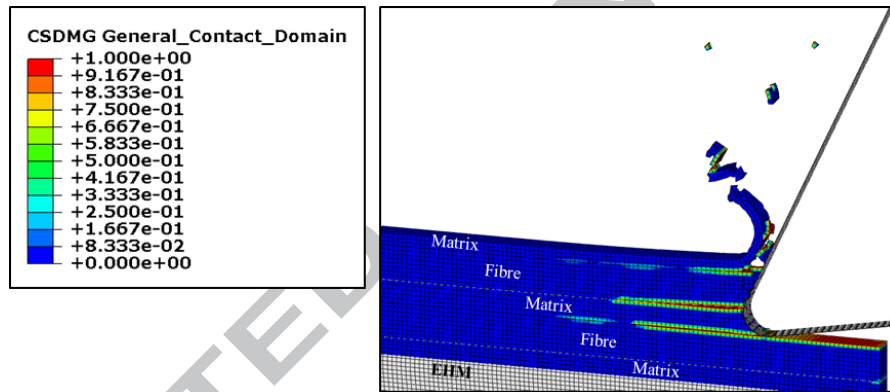 CSDMG General_Contact_Domain
+1.000e+00
+9.167e-01
+8.333e-01
+7.500e-01
+6.667e-01
+5.833e-01
+5.000e-01
+4.167e-01
+3.333e-01
+2.500e-01
+1.667e-01
+8.333e-02
+0.000e+00
Matrix
Fibre
Matrix
Fibre
Matrix
EHM
TED